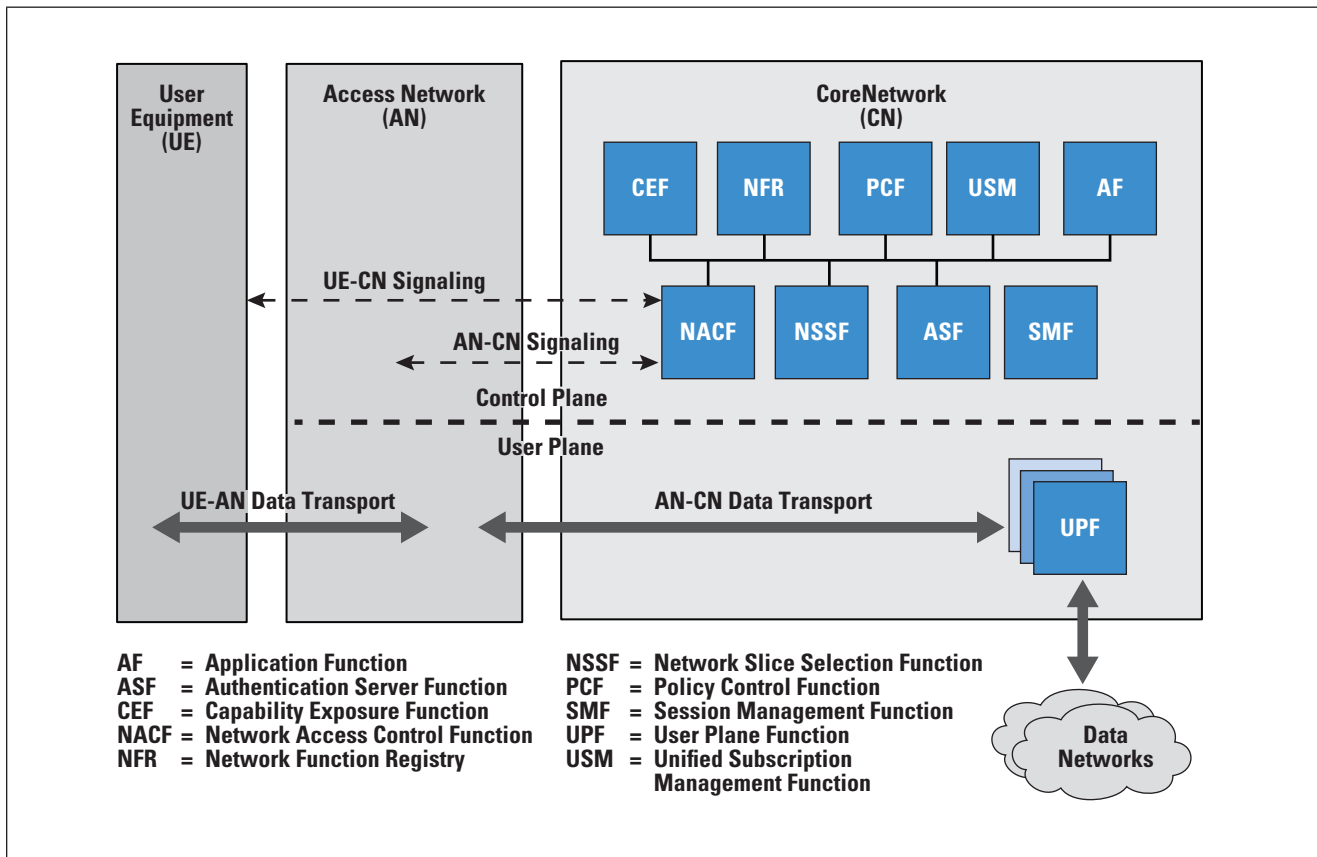 User
Equipment
(UE)
Access Network
(AN)
CoreNetwork
(CN)
CEF
NFR
PCF
USM
AF
UE-CN Signaling
NACF
NSSF
ASF
SMF
AN-CN Signaling
Control Plane
User Plane
UE-AN Data Transport
AN-CN Data Transport
UPF
AF = Application Function
ASF = Authentication Server Function
CEF = Capability Exposure Function
NACF = Network Access Control Function
NFR = Network Function Registry
NSSF = Network Slice Selection Function
PCF = Policy Control Function
SMF = Session Management Function
UPF = User Plane Function
USM = Unified Subscription
Management Function
Data
Networks